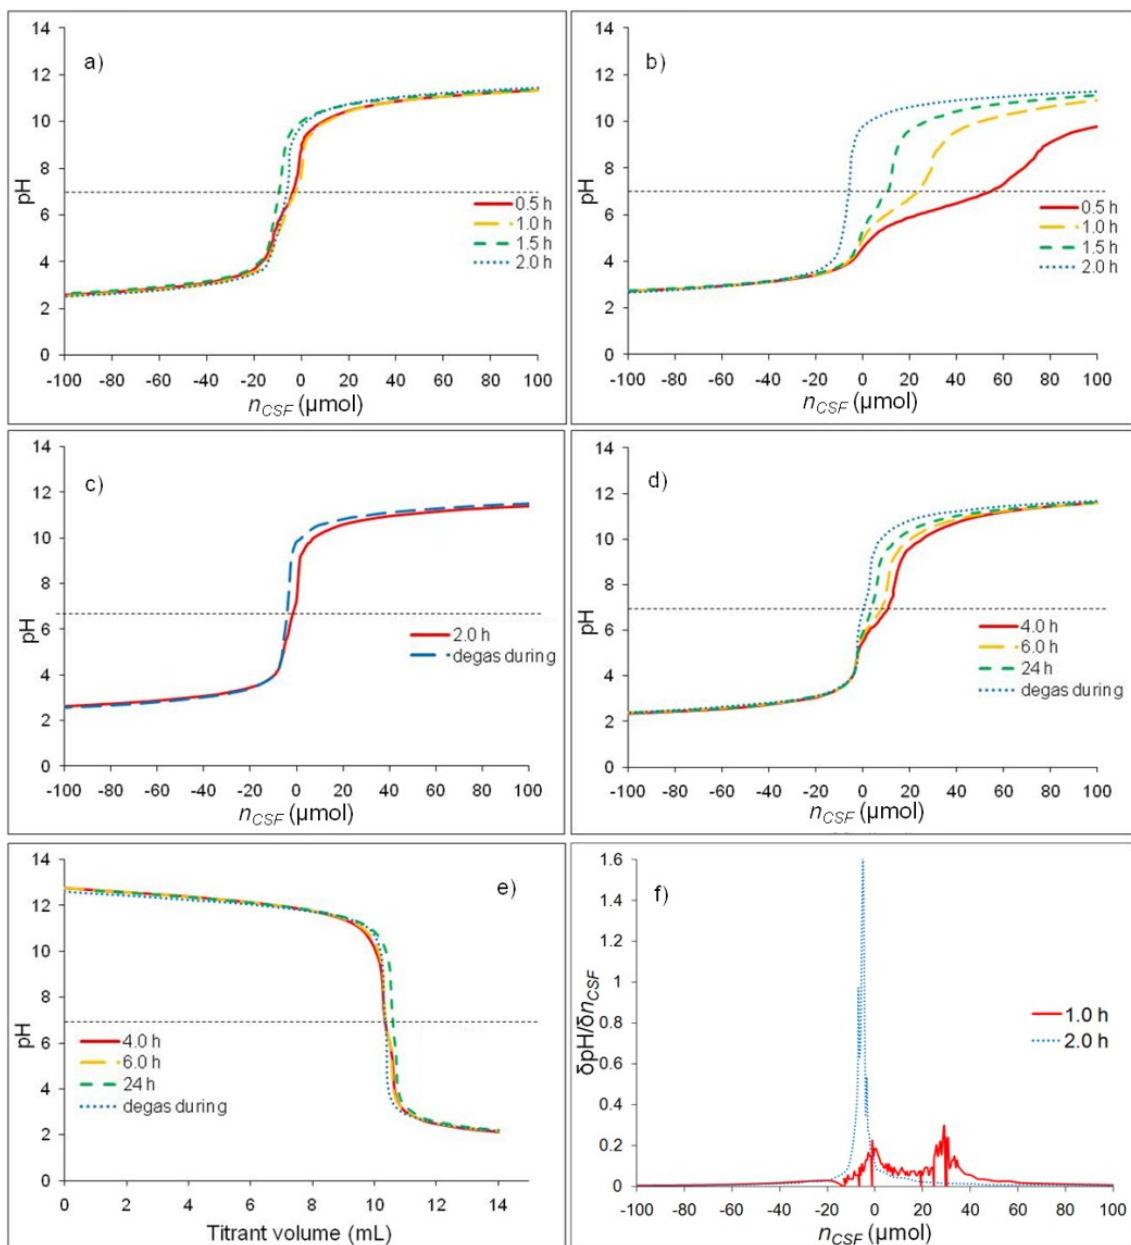 a)
14
12
10
8
6
4
2
0
pH
-100 -80 -60 -40 -20 0 20 40 60 80 100
nCSF (µmol)
0.5 h
1.0 h
1.5 h
2.0 h
b)
14
12
10
8
6
4
2
0
pH
-100 -80 -60 -40 -20 0 20 40 60 80 100
nCSF (µmol)
0.5 h
1.0 h
1.5 h
2.0 h
c)
14
12
10
8
6
4
2
0
pH
-100 -80 -60 -40 -20 0 20 40 60 80 100
nCSF (µmol)
2.0 h
degas during
d)
14
12
10
8
6
4
2
0
pH
-100 -80 -60 -40 -20 0 20 40 60 80 100
nCSF (µmol)
4.0 h
6.0 h
24 h
degas during
e)
14
12
10
8
6
4
2
0
pH
0 2 4 6 8 10 12 14
Titrant volume (mL)
4.0 h
6.0 h
24 h
degas during
f)
1.6
1.4
1.2
1
0.8
0.6
0.4
0.2
0
δpH/δnCSF
-100 -80 -60 -40 -20 0 20 40 60 80 100
nCSF (µmol)
1.0 h
2.0 h